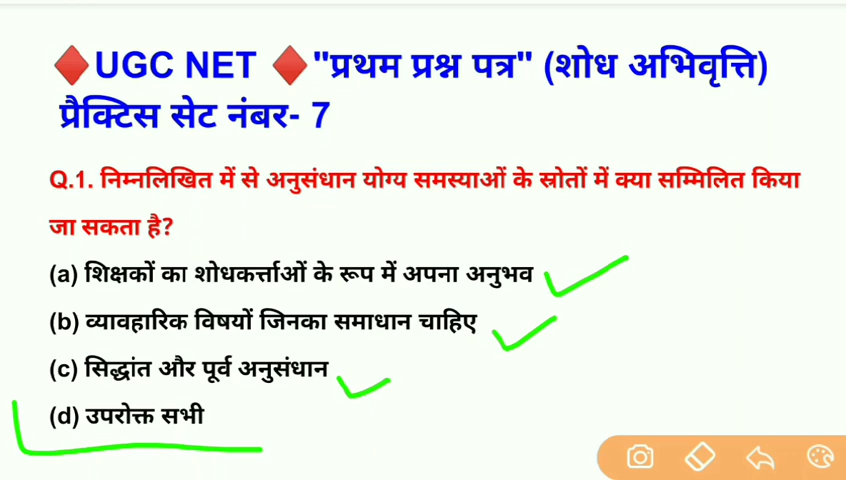 ♦UGC NET ♦"प्रथम प्रश्न पत्र" (शोध अभिवृत्ति)
प्रैक्टिस सेट नंबर- 7
Q.1. निम्नलिखित में से अनुसंधान योग्य समस्याओं के स्रोतों में क्या सम्मिलित किया
जा सकता है?
(a) शिक्षकों का शोधकर्त्ताओं के रूप में अपना अनुभव
(b) व्यावहारिक विषयों जिनका समाधान चाहिए
(c) सिद्धांत और पूर्व अनुसंधान
(d) उपरोक्त सभी